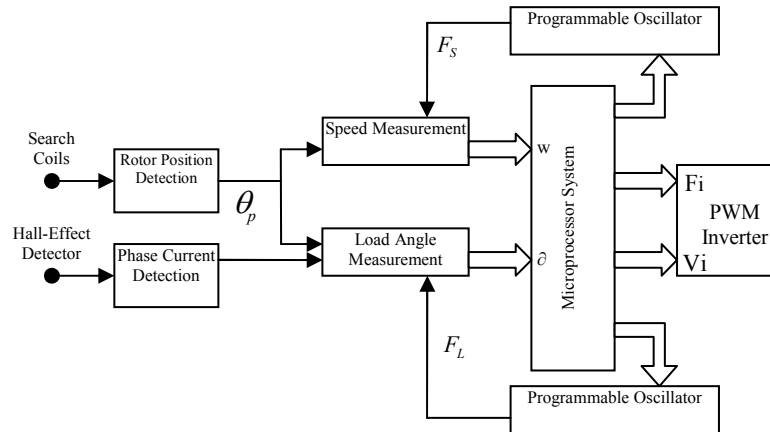 Programmable Oscillator
F_S
Search
Coils
Rotor Position
Detection
θ_p
Speed Measurement
w
Microprocessor System
Fi
PWM
Inverter
Vi
Hall-Effect
Detector
Phase Current
Detection
Load Angle
Measurement
∂
F_L
Programmable Oscillator